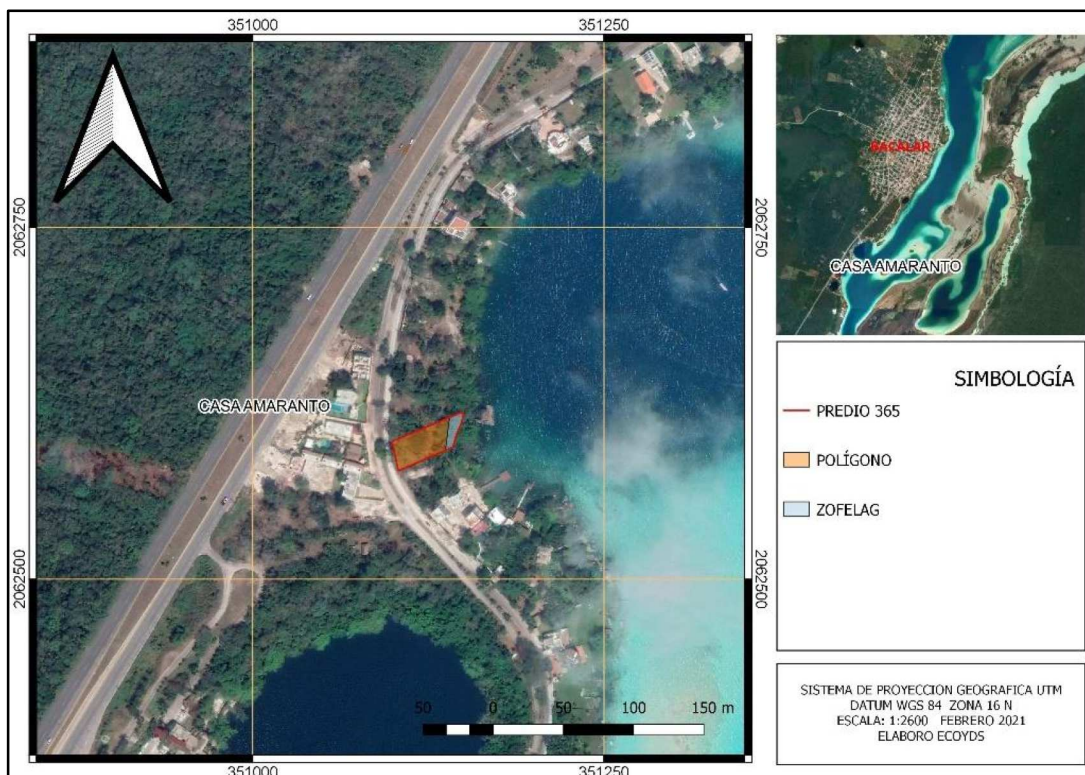 351000 351250
BACALAR
2062750 2062750
CASA AMARANTO
CASA AMARANTO
SIMBOLOGÍA
PREDIO 365
POLÍGONO
ZOFELAG
2062500 2062500
50 0 50 100 150 m
SISTEMA DE PROYECCION GEOGRAFICA UTM
DATUM WGS 84 ZONA 16 N
ESCALA: 1:2600 FEBRERO 2021
ELABORO ECOYDS
351000 351250